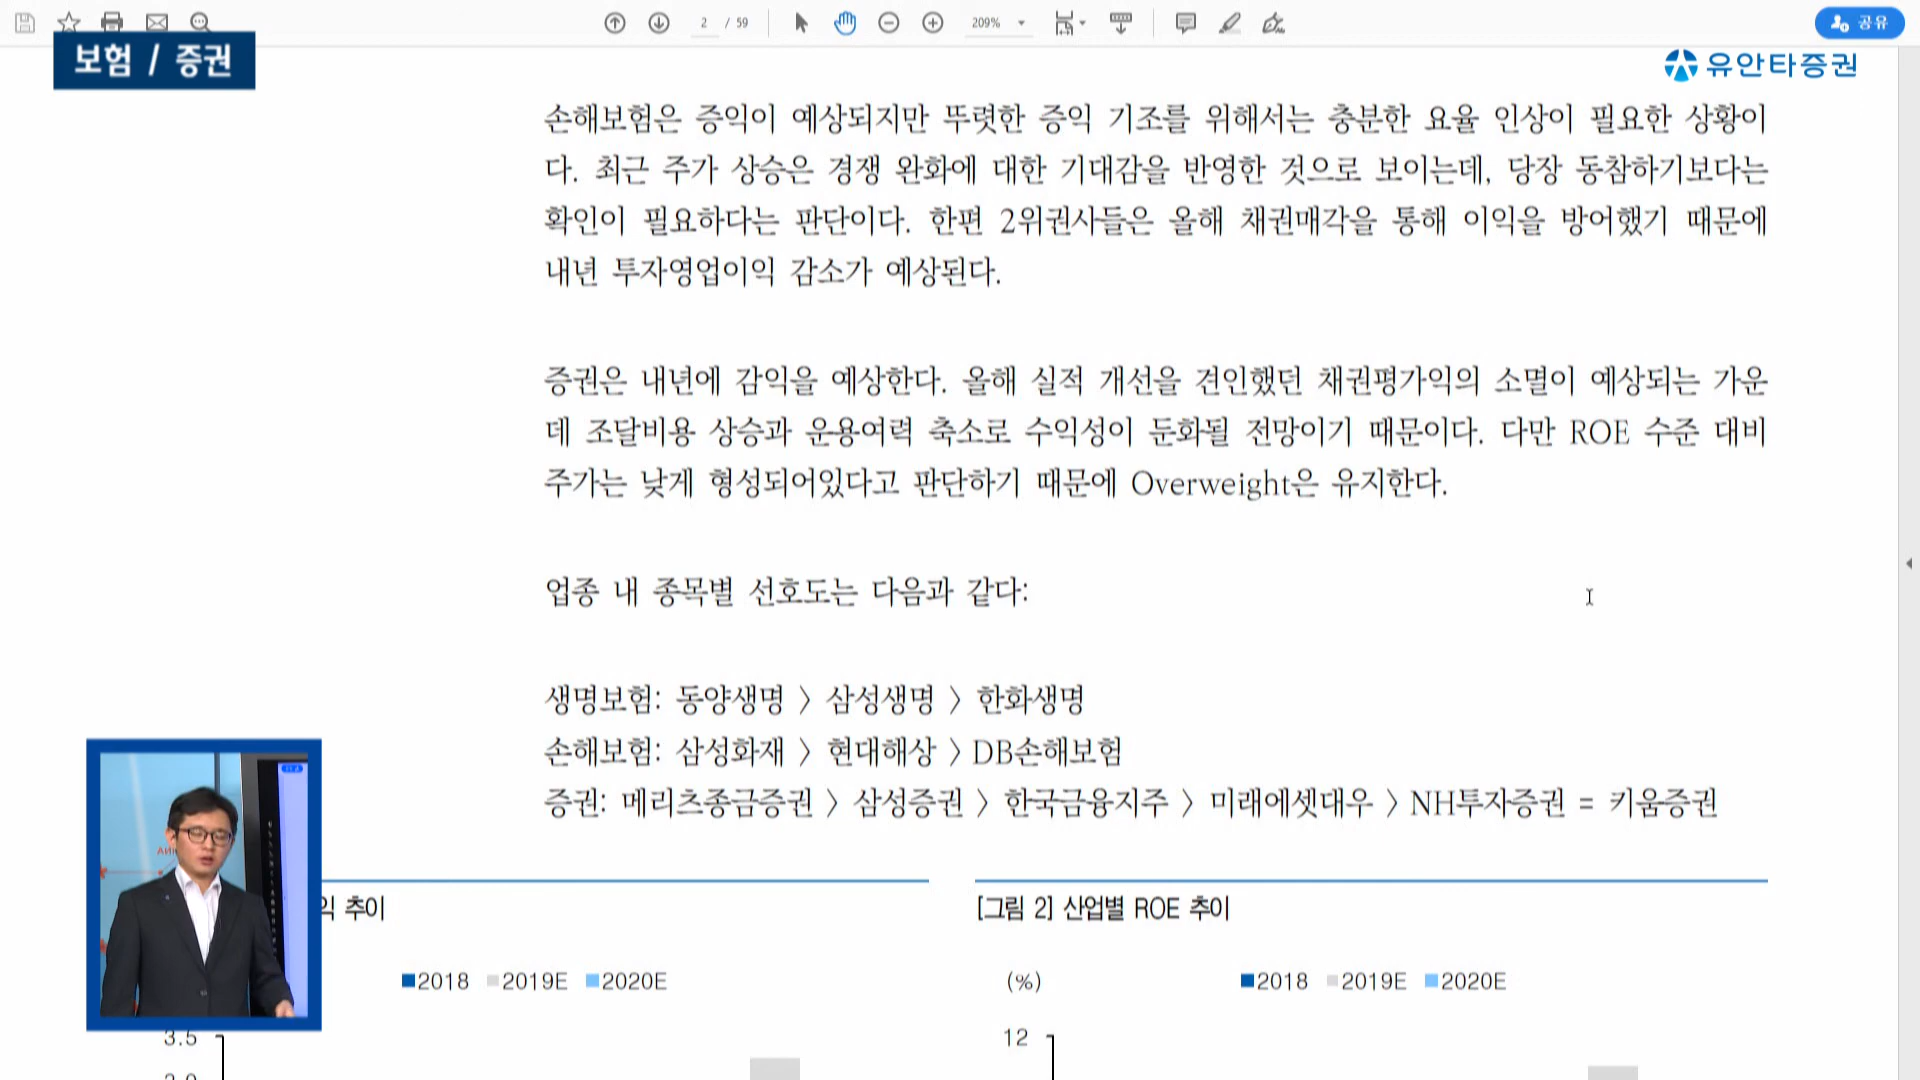 2 / 59
209%
공유
보험 / 증권
유안타증권
손해보험은 증익이 예상되지만 뚜렷한 증익 기조를 위해서는 충분한 요율 인상이 필요한 상황이
다. 최근 주가 상승은 경쟁 완화에 대한 기대감을 반영한 것으로 보이는데, 당장 동참하기보다는
확인이 필요하다는 판단이다. 한편 2위권사들은 올해 채권매각을 통해 이익을 방어했기 때문에
내년 투자영업이익 감소가 예상된다.
증권은 내년에 감익을 예상한다. 올해 실적 개선을 견인했던 채권평가익의 소멸이 예상되는 가운
데 조달비용 상승과 운용여력 축소로 수익성이 둔화될 전망이기 때문이다. 다만 ROE 수준 대비
주가는 낮게 형성되어있다고 판단하기 때문에 Overweight은 유지한다.
업종 내 종목별 선호도는 다음과 같다:
생명보험: 동양생명 > 삼성생명 > 한화생명
손해보험: 삼성화재 > 현대해상 > DB손해보험
증권: 메리츠종금증권 > 삼성증권 > 한국금융지주 > 미래에셋대우 > NH투자증권 = 키움증권
익 추이
[그림 2] 산업별 ROE 추이
2018 2019E 2020E
(%)
2018 2019E 2020E
3.5
12